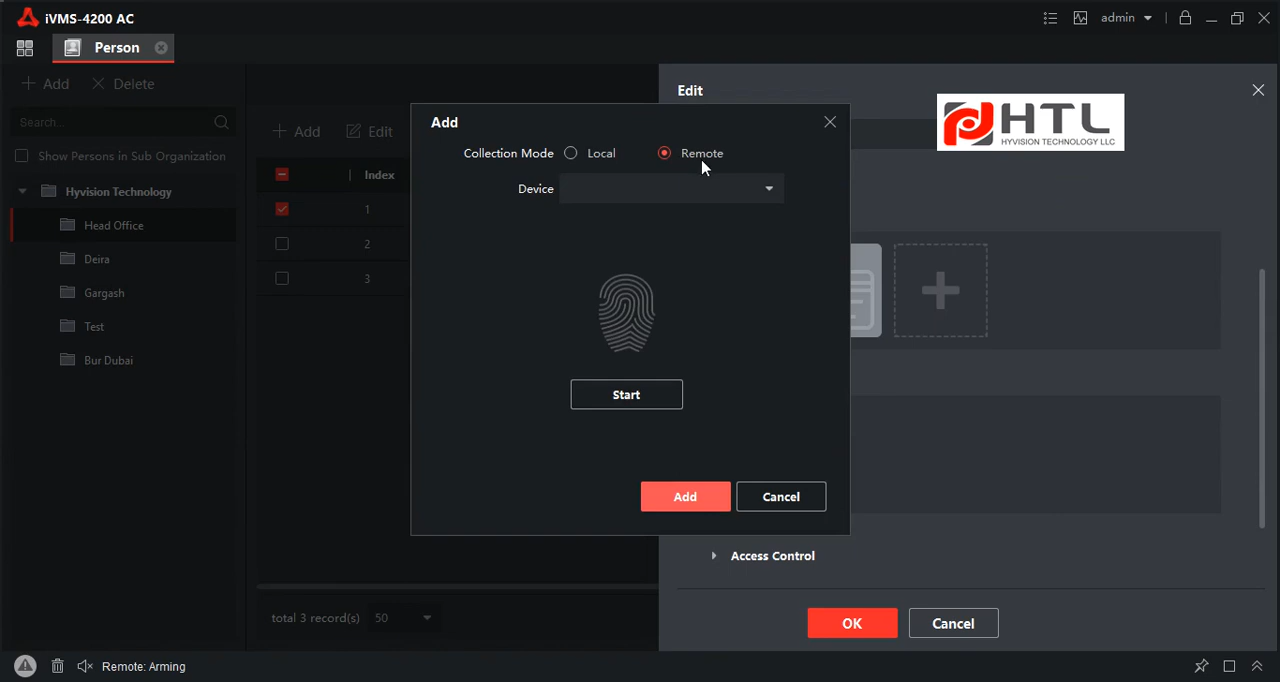 iVMS-4200 AC
admin
Person
Add
Delete
Search...
Show Persons in Sub Organization
Hyvision Technology
Head Office
Deira
Gargash
Test
Bur Dubai
Add
Edit
Index
1
2
3
total 3 record(s)
50
Edit
HTL
HYVISION TECHNOLOGY LLC
Add
Collection Mode
Local
Remote
Device
Start
Add
Cancel
Access Control
OK
Cancel
Remote: Arming